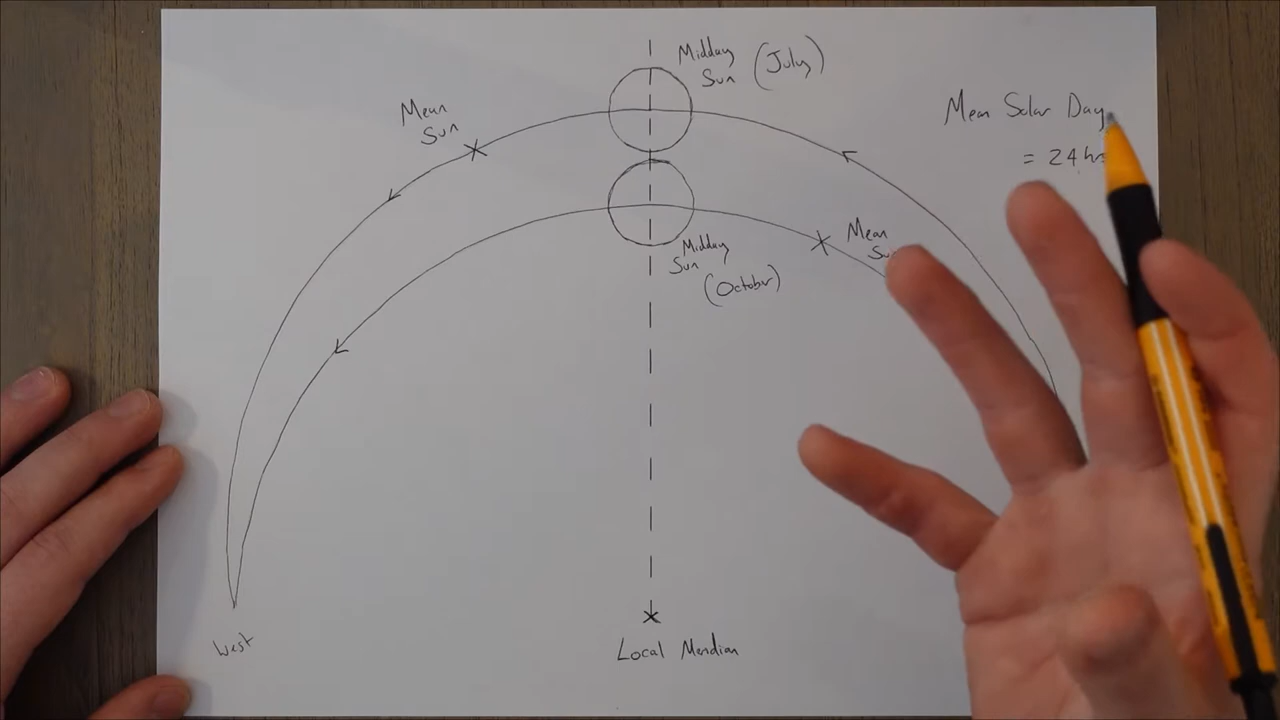 Midday
Sun (July)
Mean
Sun
Mean Solar Day
= 24 hrs
Mean
Midday
Sun
(October)
West
Local Meridian